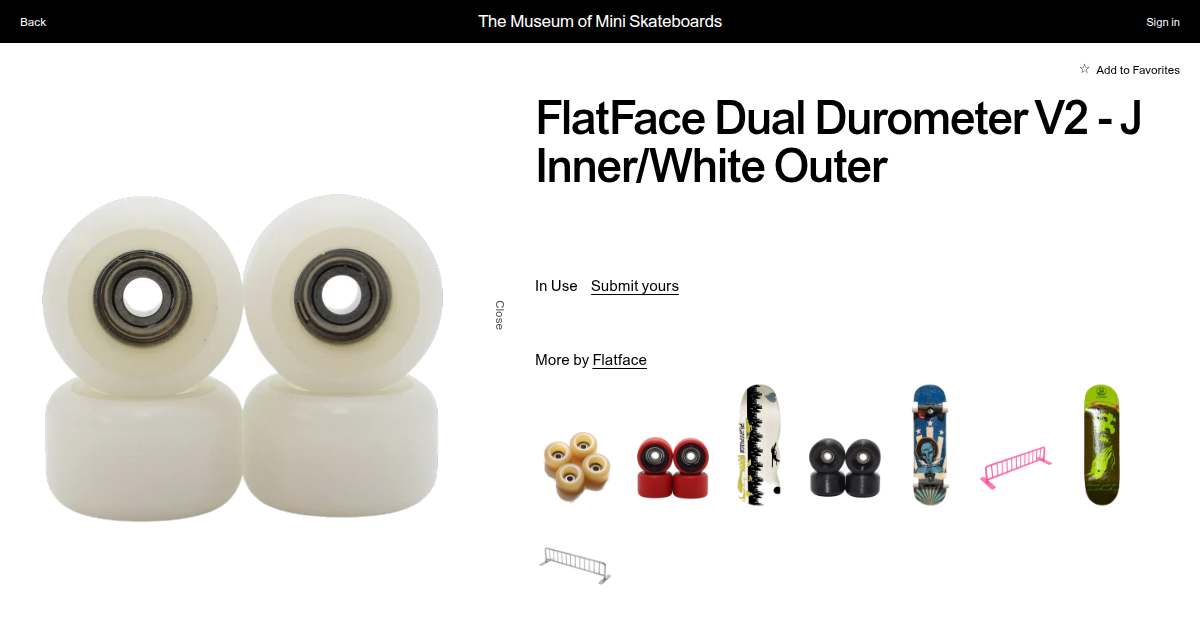 Back
The Museum of Mini Skateboards
Sign in
☆ Add to Favorites
FlatFace Dual Durometer V2 - J
Inner/White Outer
Close
In Use Submit yours
More by Flatface